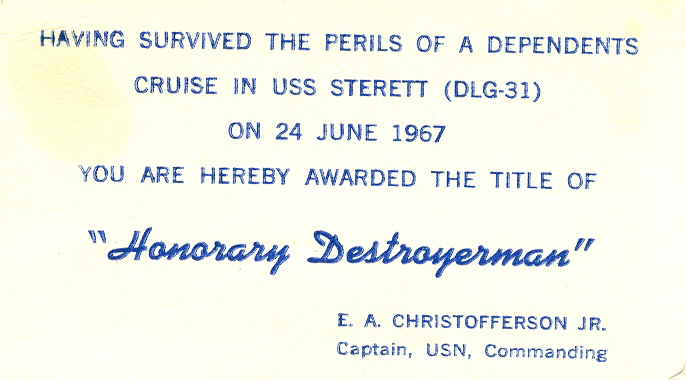 HAVING SURVIVED THE PERILS OF A DEPENDENTS
CRUISE IN USS STERETT (DLG-31)
ON 24 JUNE 1967
YOU ARE HEREBY AWARDED THE TITLE OF
"Honorary Destroyerman"
E. A. CHRISTOFFERSON JR.
Captain, USN, Commanding